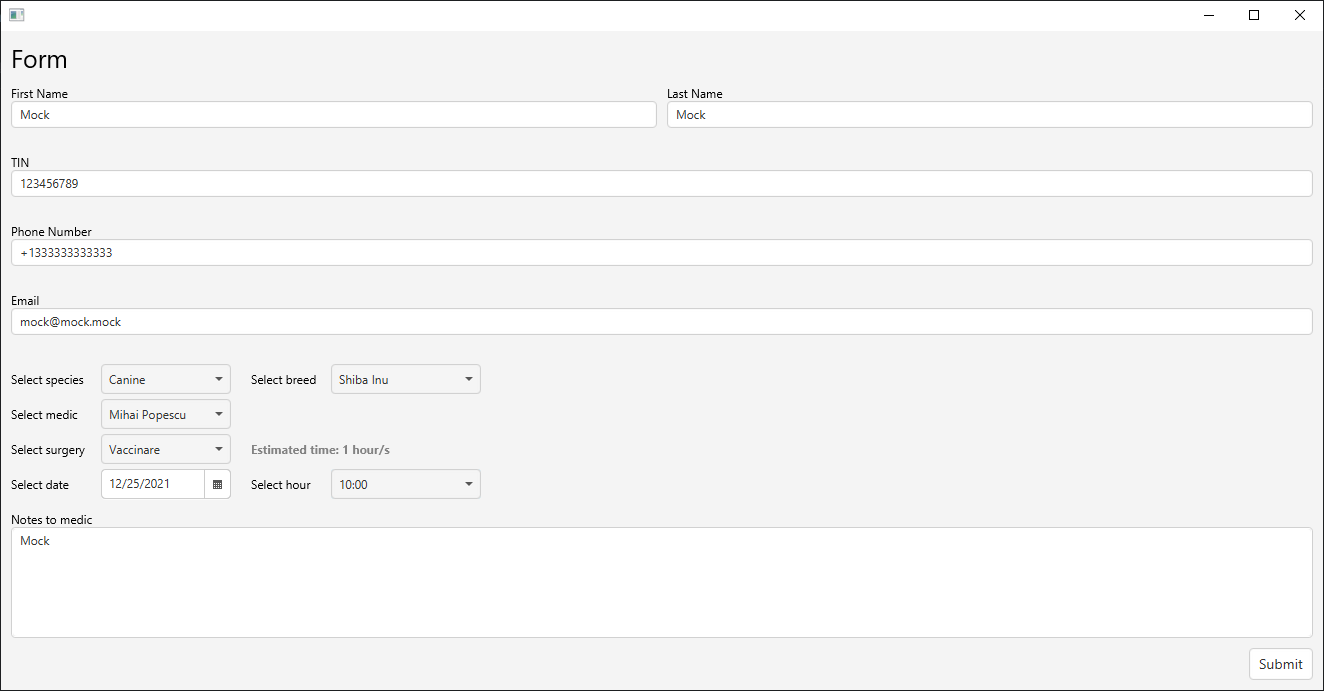 Form
First Name Last Name
Mock Mock
TIN
123456789
Phone Number
+1333333333333
Email
mock@mock.mock
Select species Canine Select breed Shiba Inu
Select medic Mihai Popescu
Select surgery Vaccinare Estimated time: 1 hour/s
Select date 12/25/2021 Select hour 10:00
Notes to medic
Mock
Submit